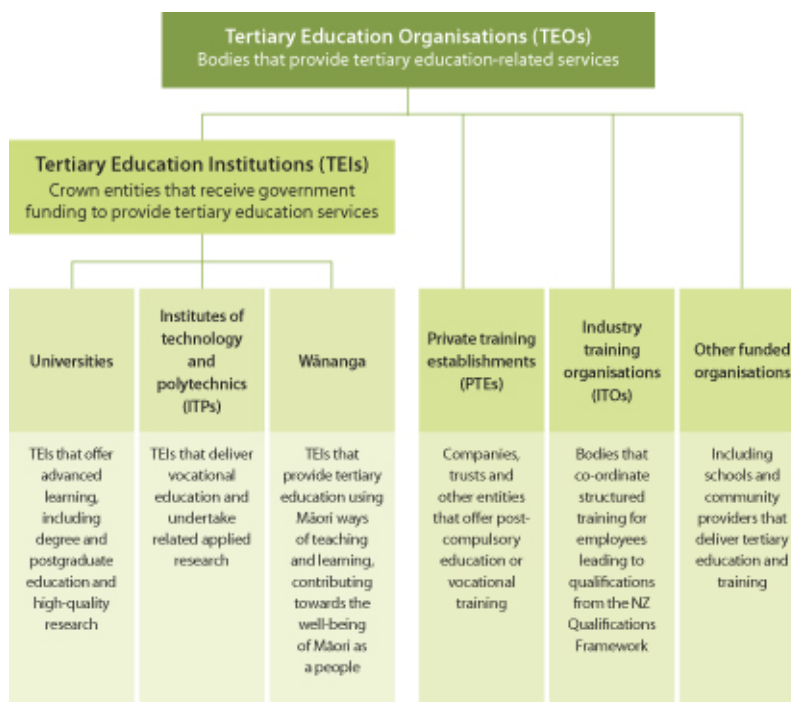 Tertiary Education Organisations (TEOs)
Bodies that provide tertiary education-related services
Tertiary Education Institutions (TEIs)
Crown entities that receive government
funding to provide tertiary education services
Universities
Institutes of
technology
and
polytechnics
(ITPs)
Wānanga
Private training
establishments
(PTEs)
Industry
training
organisations
(ITOs)
Other funded
organisations
TEIs that offer
advanced
learning,
including
degree and
postgraduate
education and
high-quality
research
TEIs that deliver
vocational
education and
undertake
related applied
research
TEIs that
provide tertiary
education using
Māori ways
of teaching
and learning,
contributing
towards the
well-being
of Māori as
a people
Companies,
trusts and
other entities
that offer post-
compulsory
education or
vocational
training
Bodies that
co-ordinate
structured
training for
employees
leading to
qualifications
from the NZ
Qualifications
Framework
Including
schools and
community
providers that
deliver tertiary
education and
training